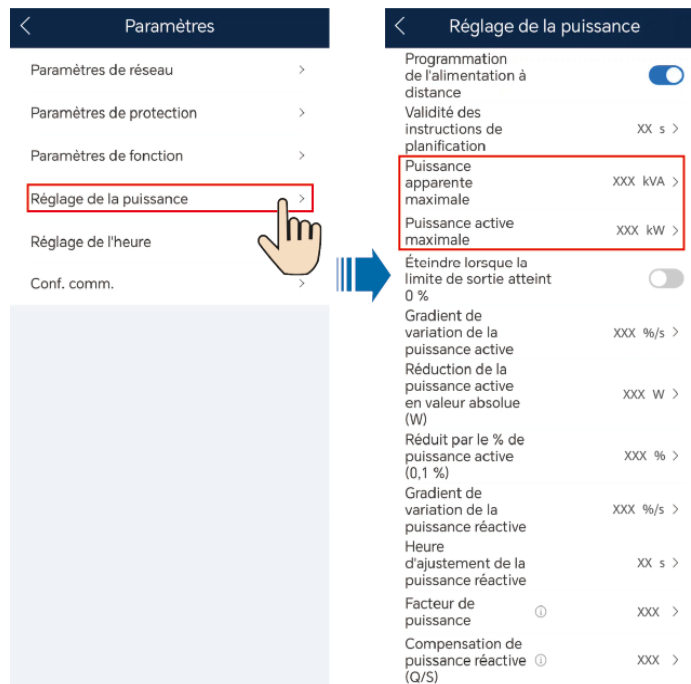 Paramètres
Paramètres de réseau
Paramètres de protection
Paramètres de fonction
Réglage de la puissance
Réglage de l'heure
Conf. comm.
Réglage de la puissance
Programmation
de l'alimentation à
distance
Validité des
instructions de
planification
XX s
Puissance
apparente
maximale
XXX kVA
Puissance active
maximale
XXX kW
Éteindre lorsque la
limite de sortie atteint
0 %
Gradient de
variation de la
puissance active
XXX %/s
Réduction de la
puissance active
en valeur absolue
(W)
XXX W
Réduit par le % de
puissance active
(0,1 %)
XXX %
Gradient de
variation de la
puissance réactive
XXX %/s
Heure
d'ajustement de la
puissance réactive
XX s
Facteur de
puissance
XXX
Compensation de
puissance réactive
(Q/S)
XXX